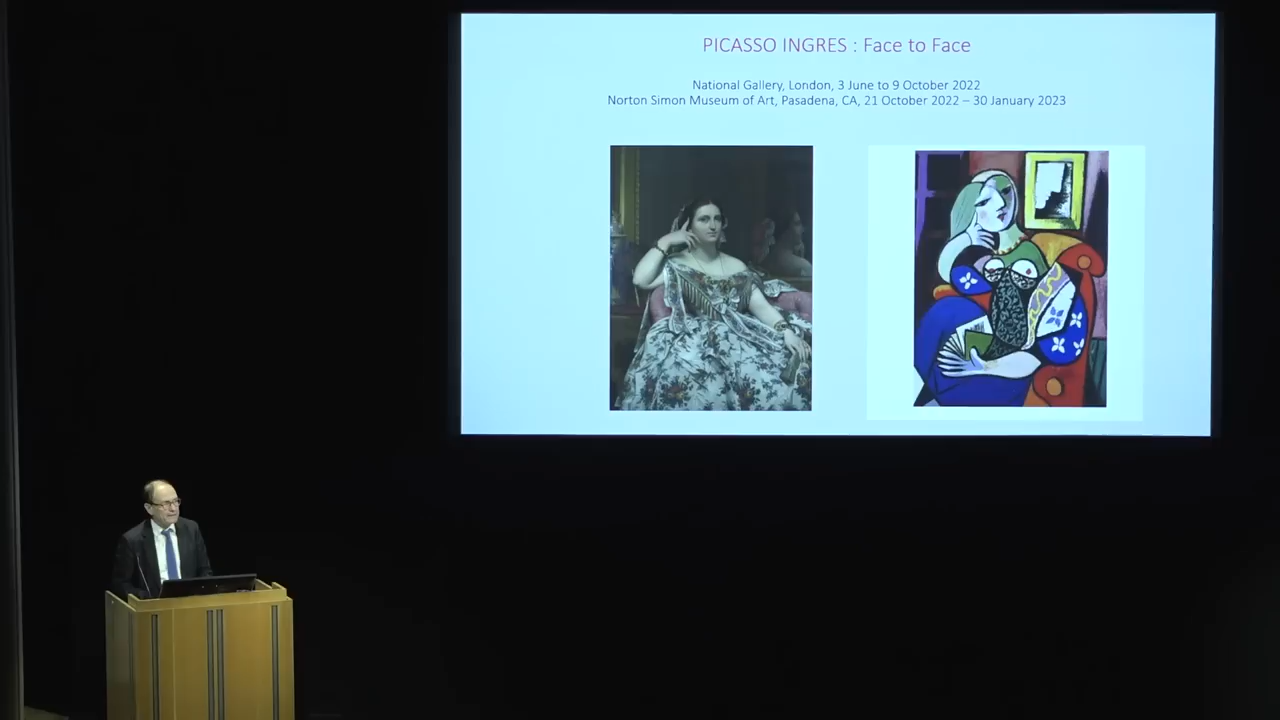 PICASSO INGRES : Face to Face
National Gallery, London, 3 June to 9 October 2022
Norton Simon Museum of Art, Pasadena, CA, 21 October 2022 – 30 January 2023